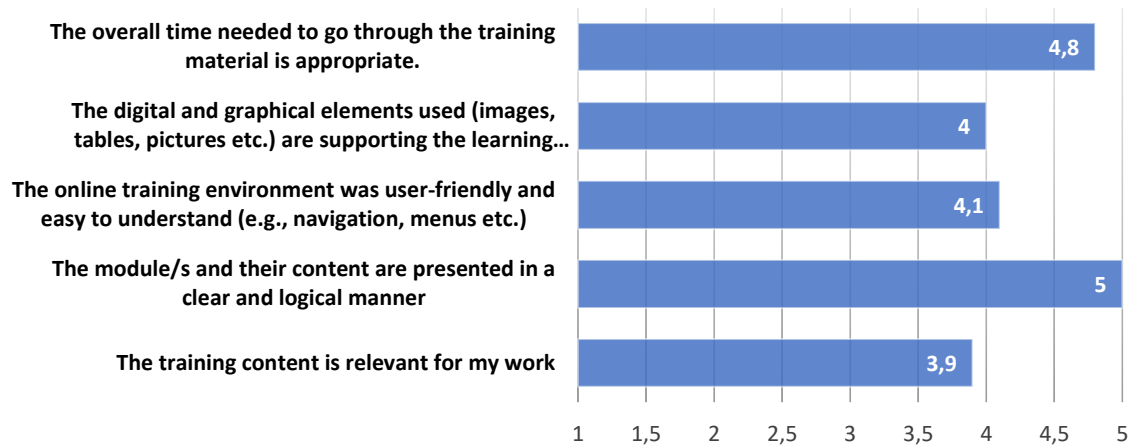 The overall time needed to go through the training
material is appropriate.
4,8
The digital and graphical elements used (images,
tables, pictures etc.) are supporting the learning…
4
The online training environment was user-friendly and
easy to understand (e.g., navigation, menus etc.)
4,1
The module/s and their content are presented in a
clear and logical manner
5
The training content is relevant for my work
3,9
1 1,5 2 2,5 3 3,5 4 4,5 5